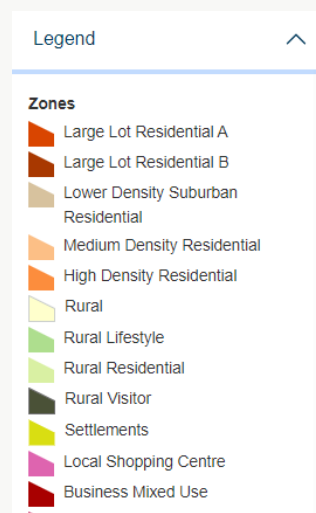 Legend
Zones
Large Lot Residential A
Large Lot Residential B
Lower Density Suburban
Residential
Medium Density Residential
High Density Residential
Rural
Rural Lifestyle
Rural Residential
Rural Visitor
Settlements
Local Shopping Centre
Business Mixed Use